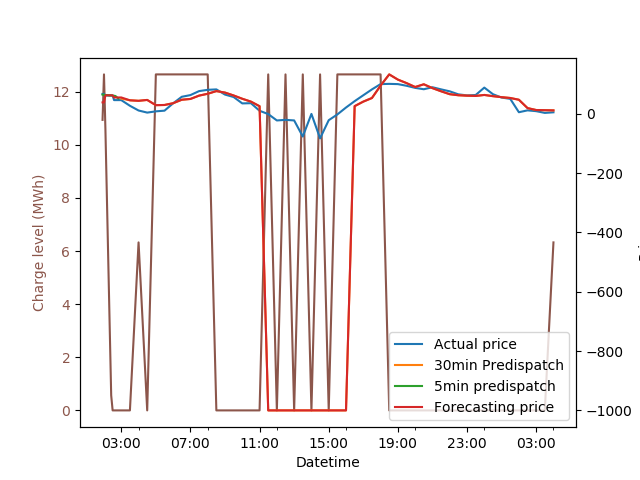 Charge level (MWh)
12
10
8
6
4
2
0
0
−200
−400
−600
−800
−1000
Actual price
30min Predispatch
5min predispatch
Forecasting price
03:00 07:00 11:00 15:00 19:00 23:00 03:00
Datetime